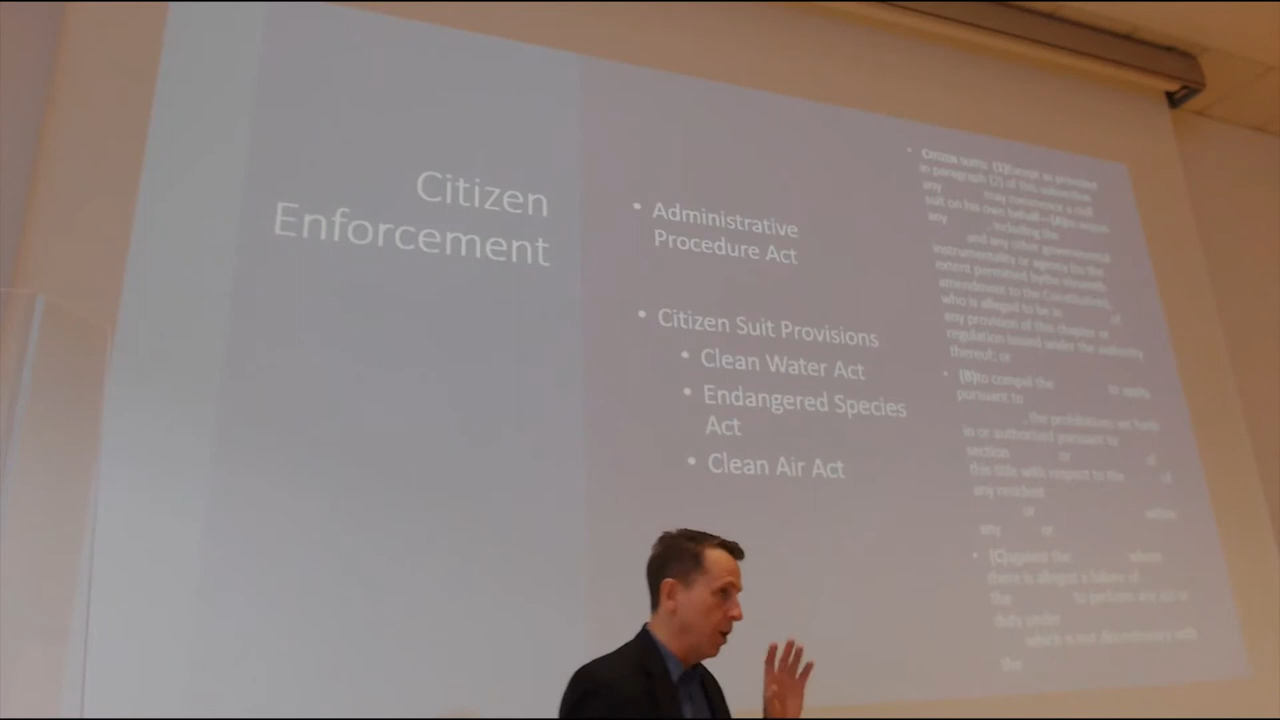 Citizen
Enforcement
• Administrative
Procedure Act
• Citizen Suit Provisions
• Clean Water Act
• Endangered Species
Act
• Clean Air Act
• Citizen suits: (1)Except as provided
in paragraph (2) of this subsection
any may commence a civil
suit on his own behalf—
any , including the
and any other governmental
instrumentality or agency (to the
extent permitted by the eleventh
amendment to the Constitution),
who is alleged to be in of
any provision of this chapter or
regulation issued under the authority
thereof; or
• (B)to compel the to apply,
pursuant to
, the prohibitions set forth
in or authorized pursuant to
section or of
this title with respect to the of
any resident
or within
any or
• (C)against the where
there is alleged a failure of
the to perform any act or
duty under
which is not discretionary with
the